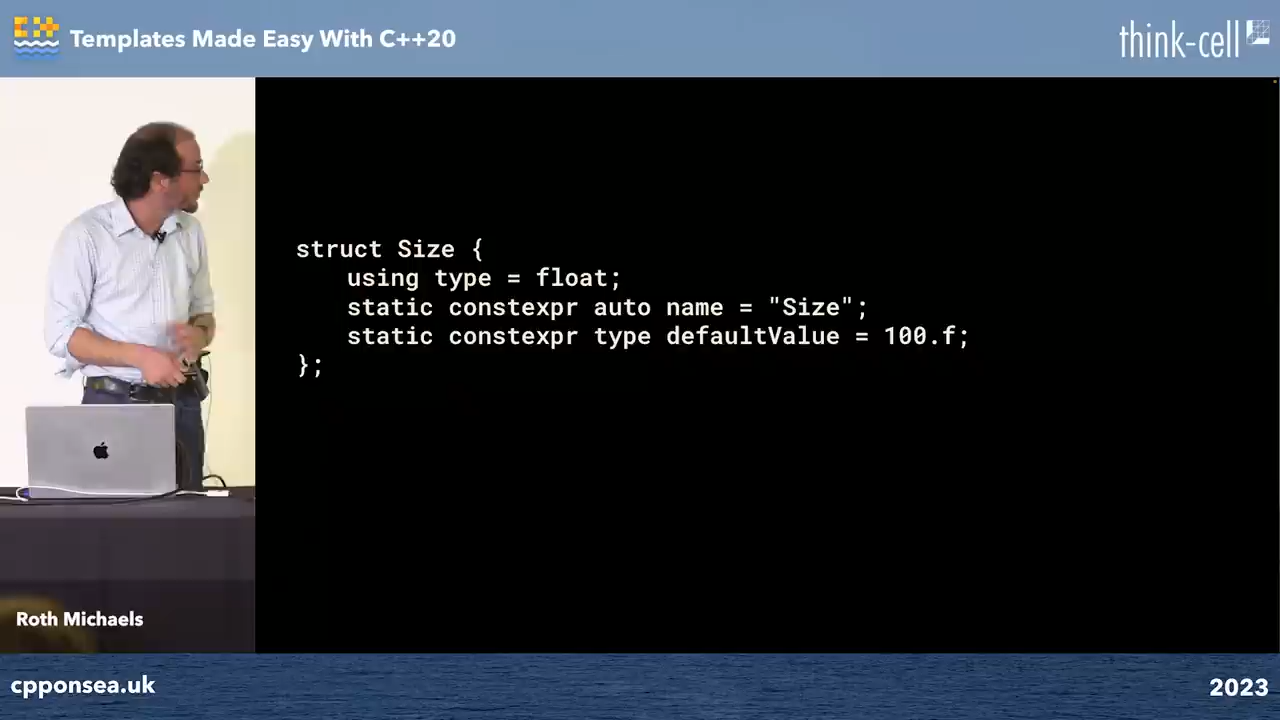 C++
Templates Made Easy With C++20
think-cell
struct Size {
    using type = float;
    static constexpr auto name = "Size";
    static constexpr type defaultValue = 100.f;
};
Roth Michaels
cpponsea.uk
2023